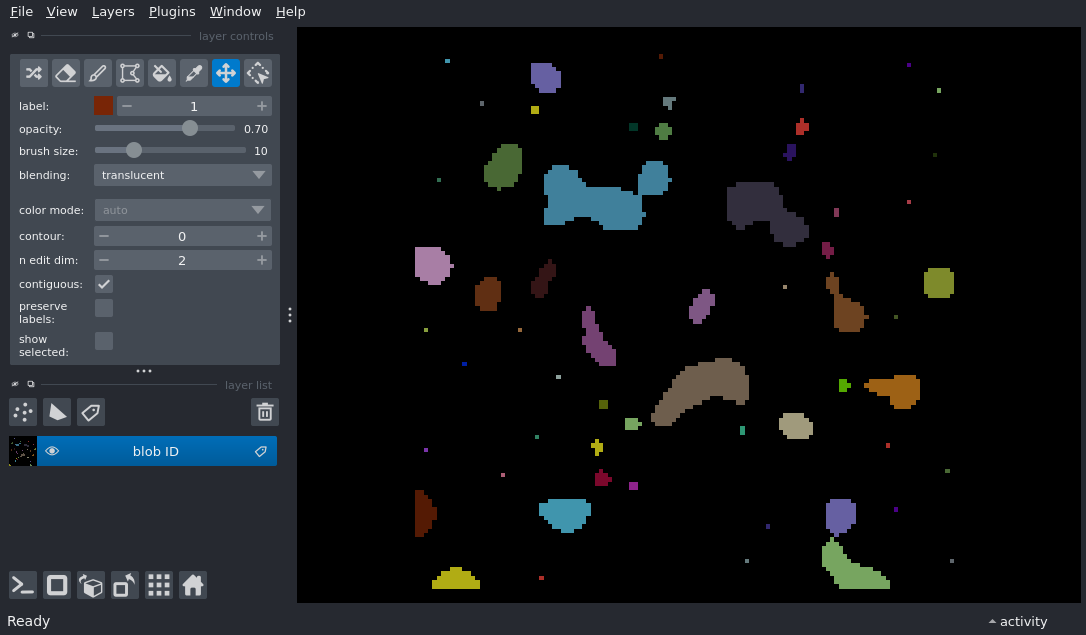 File View Layers Plugins Window Help
layer controls
label: 1
opacity: 0.70
brush size: 10
blending: translucent
color mode: auto
contour: 0
n edit dim: 2
contiguous:
preserve
labels:
show
selected:
layer list
blob ID
Ready
activity